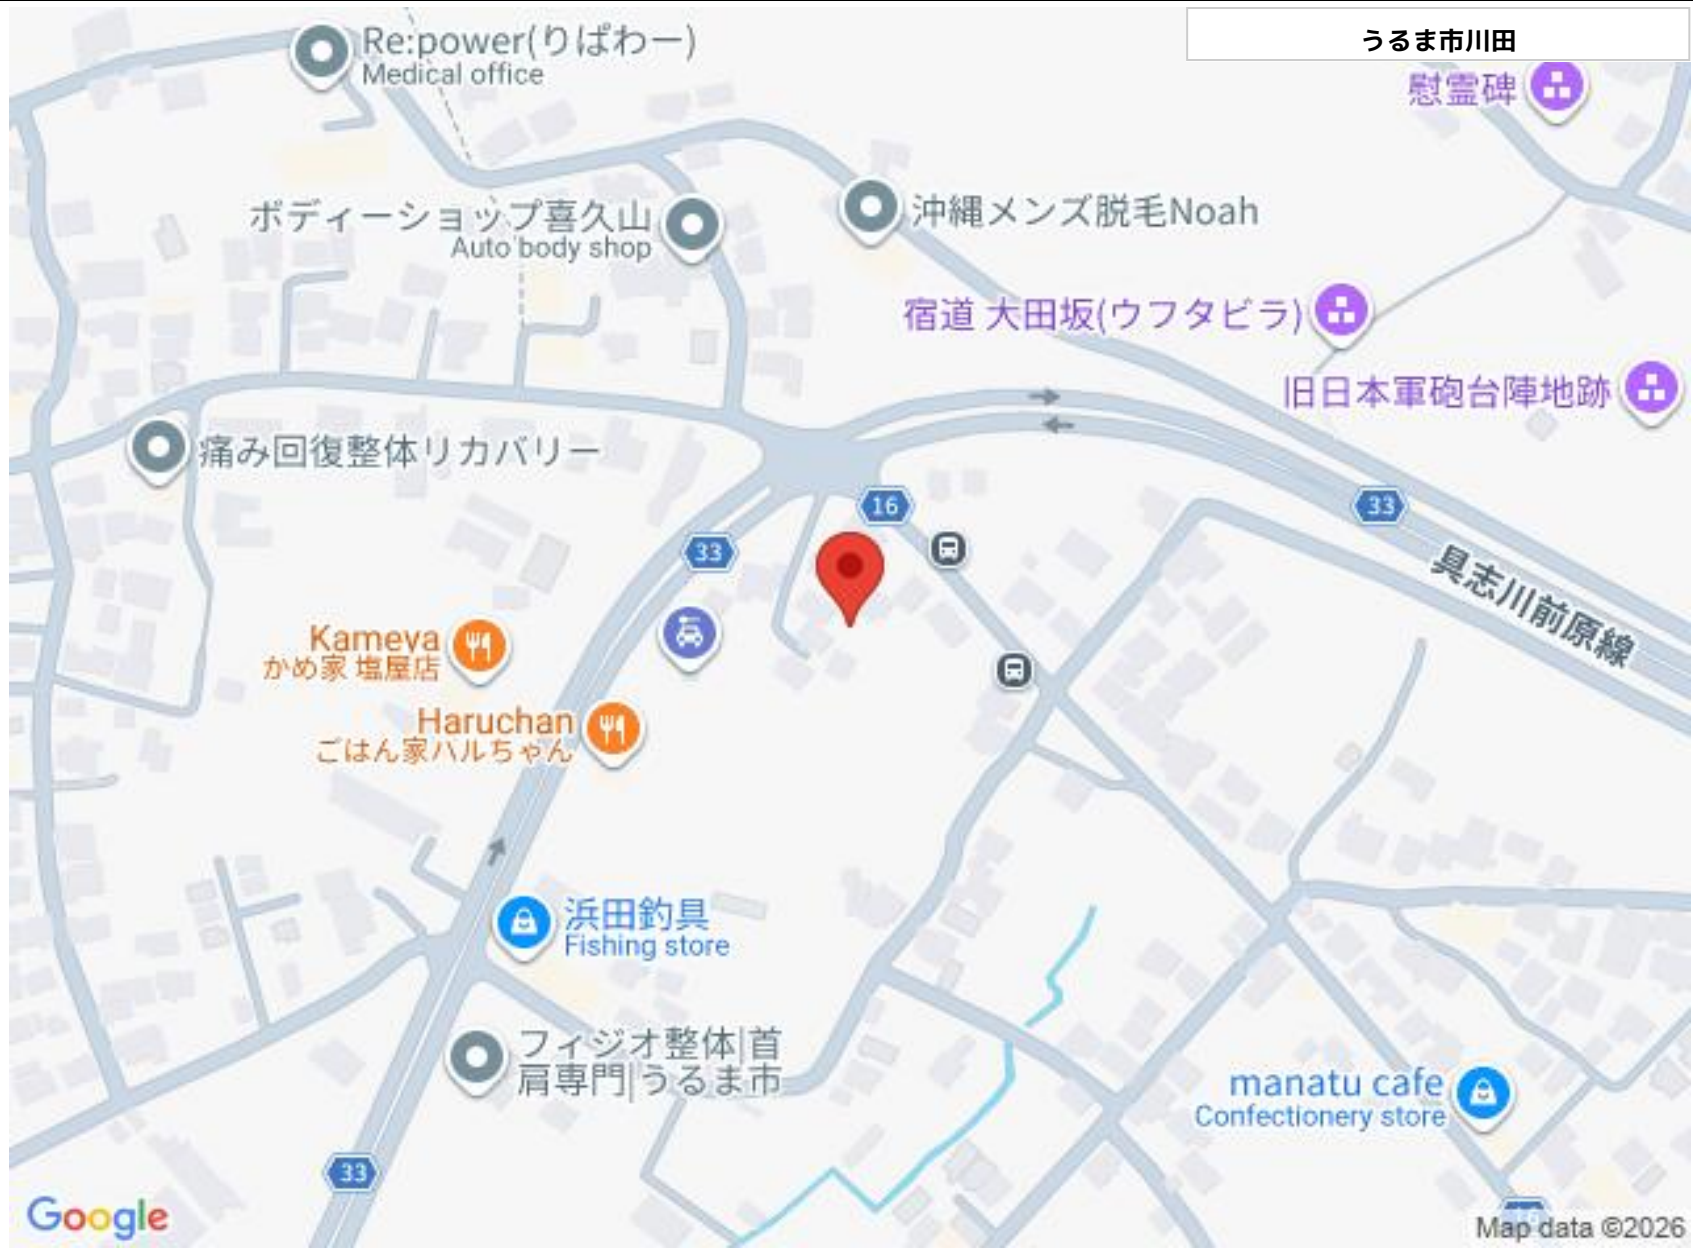 うるま市川田
Re:power(りぱわー)
Medical office
慰霊碑
ボディーショップ喜久山
Auto body shop
沖縄メンズ脱毛Noah
宿道 大田坂(ウフタビラ)
旧日本軍砲台陣地跡
痛み回復整体リカバリー
16
33
33
具志川前原線
Kameya
かめ家 塩屋店
Haruchan
ごはん家ハルちゃん
浜田釣具
Fishing store
フィジオ整体|首
肩専門|うるま市
manatu cafe
Confectionery store
33
Google
Map data ©2026